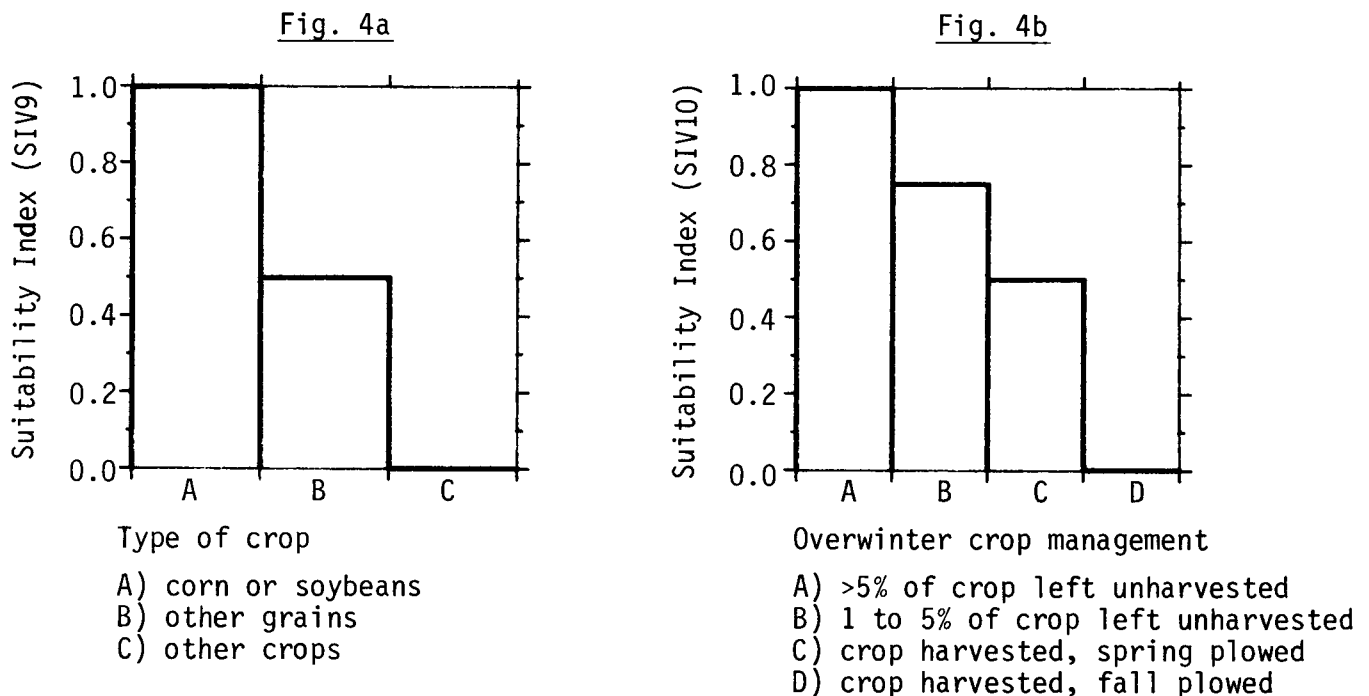 Fig. 4a
Suitability Index (SIV9)
1.0
0.8
0.6
0.4
0.2
0.0
A B C
Type of crop
A) corn or soybeans
B) other grains
C) other crops
Fig. 4b
Suitability Index (SIV10)
1.0
0.8
0.6
0.4
0.2
0.0
A B C D
Overwinter crop management
A) >5% of crop left unharvested
B) 1 to 5% of crop left unharvested
C) crop harvested, spring plowed
D) crop harvested, fall plowed